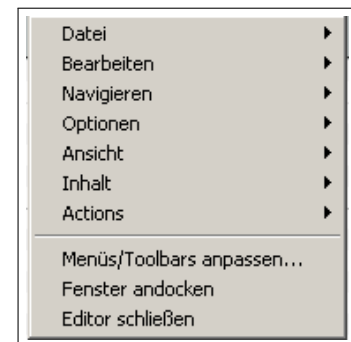 Datei
Bearbeiten
Navigieren
Optionen
Ansicht
Inhalt
Actions
Menüs/Toolbars anpassen...
Fenster andocken
Editor schließen